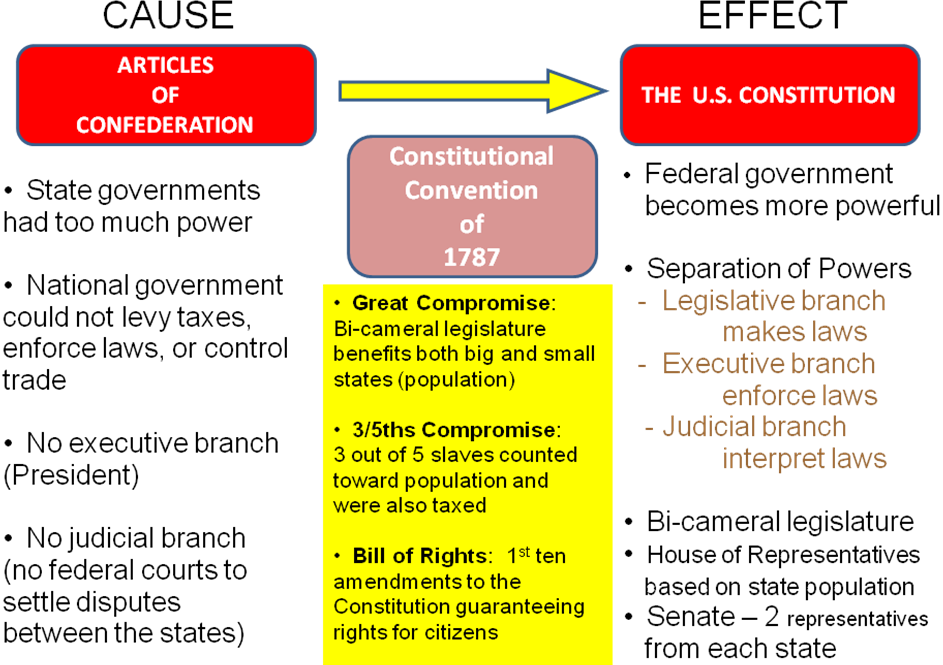 CAUSE
ARTICLES
OF
CONFEDERATION
• State governments
had too much power
• National government
could not levy taxes,
enforce laws, or control
trade
• No executive branch
(President)
• No judicial branch
(no federal courts to
settle disputes
between the states)
Constitutional
Convention
of
1787
• Great Compromise:
Bi-cameral legislature
benefits both big and small
states (population)
• 3/5ths Compromise:
3 out of 5 slaves counted
toward population and
were also taxed
• Bill of Rights: 1st ten
amendments to the
Constitution guaranteeing
rights for citizens
EFFECT
THE U.S. CONSTITUTION
• Federal government
becomes more powerful
• Separation of Powers
- Legislative branch
makes laws
- Executive branch
enforce laws
- Judicial branch
interpret laws
• Bi-cameral legislature
• House of Representatives
based on state population
• Senate – 2 representatives
from each state